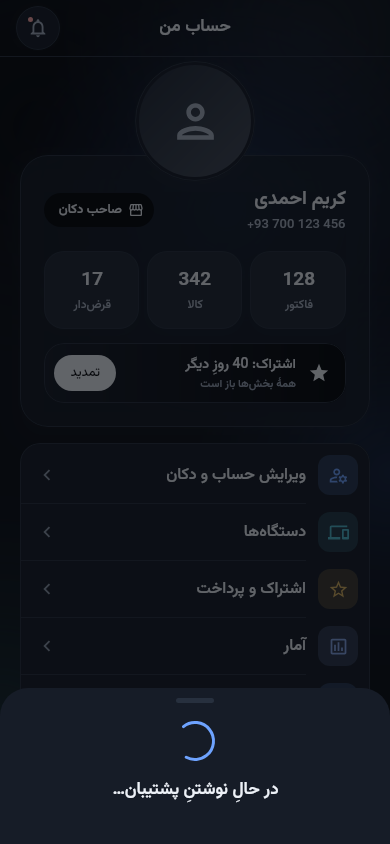 حساب من
کریم احمدی
صاحب دکان
+93 700 123 456
128
342
17
فاکتور
کالا
قرض‌دار
اشتراک: 40 روزِ دیگر
همهٔ بخش‌ها باز است
تمدید
ویرایش حساب و دکان
دستگاه‌ها
اشتراک و پرداخت
آمار
در حالِ نوشتنِ پشتیبان…